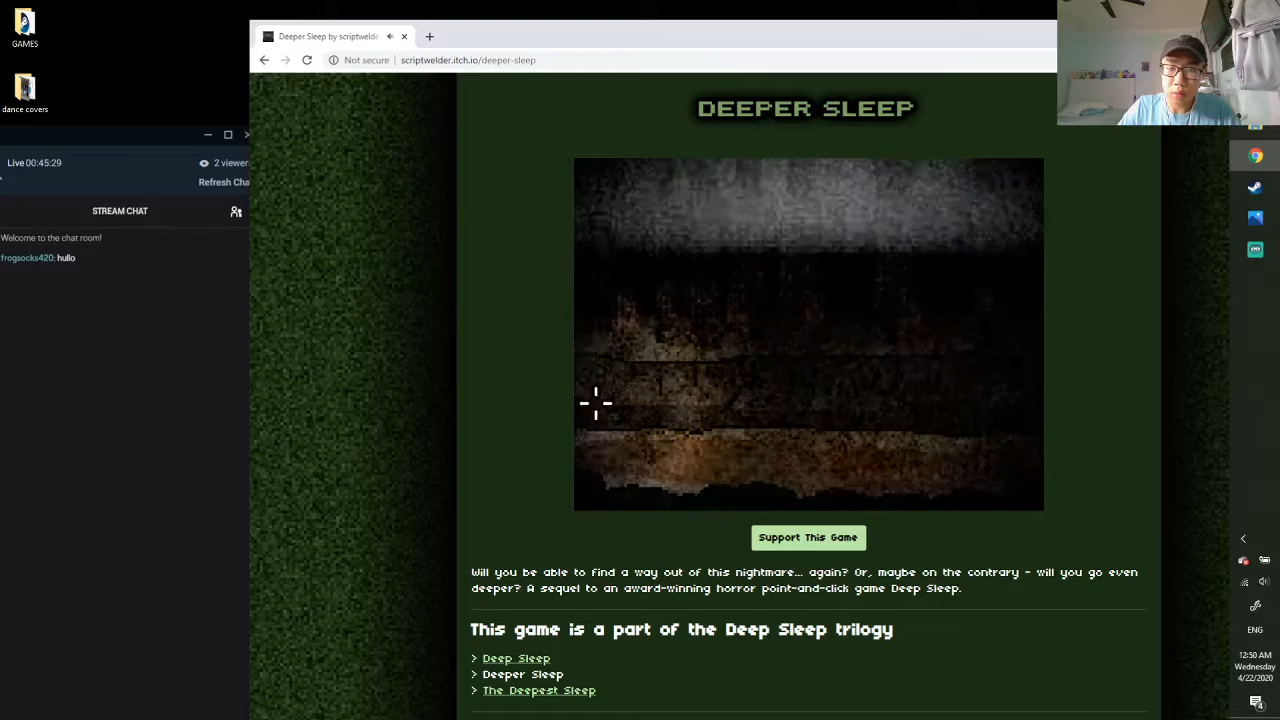 GAMES
dance covers
Live 00:45:29
2 viewer
Refresh Cha
STREAM CHAT
Welcome to the chat room!
frogsocks420: hullo
Deeper Sleep by scriptwelde
Not secure
scriptwelder.itch.io/deeper-sleep
DEEPER SLEEP
Support This Game
Will you be able to find a way out of this nightmare... again? Or, maybe on the contrary - will you go even
deeper? A sequel to an award-winning horror point-and-click game Deep Sleep.
This game is a part of the Deep Sleep trilogy
> Deep Sleep
> Deeper Sleep
> The Deepest Sleep
ENG
12:50 AM
Wednesday
4/22/2020
4